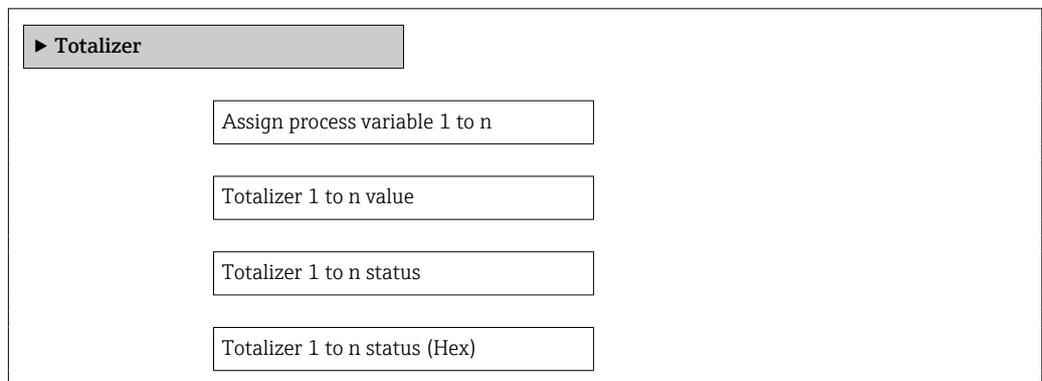 ▶ Totalizer
Assign process variable 1 to n
Totalizer 1 to n value
Totalizer 1 to n status
Totalizer 1 to n status (Hex)